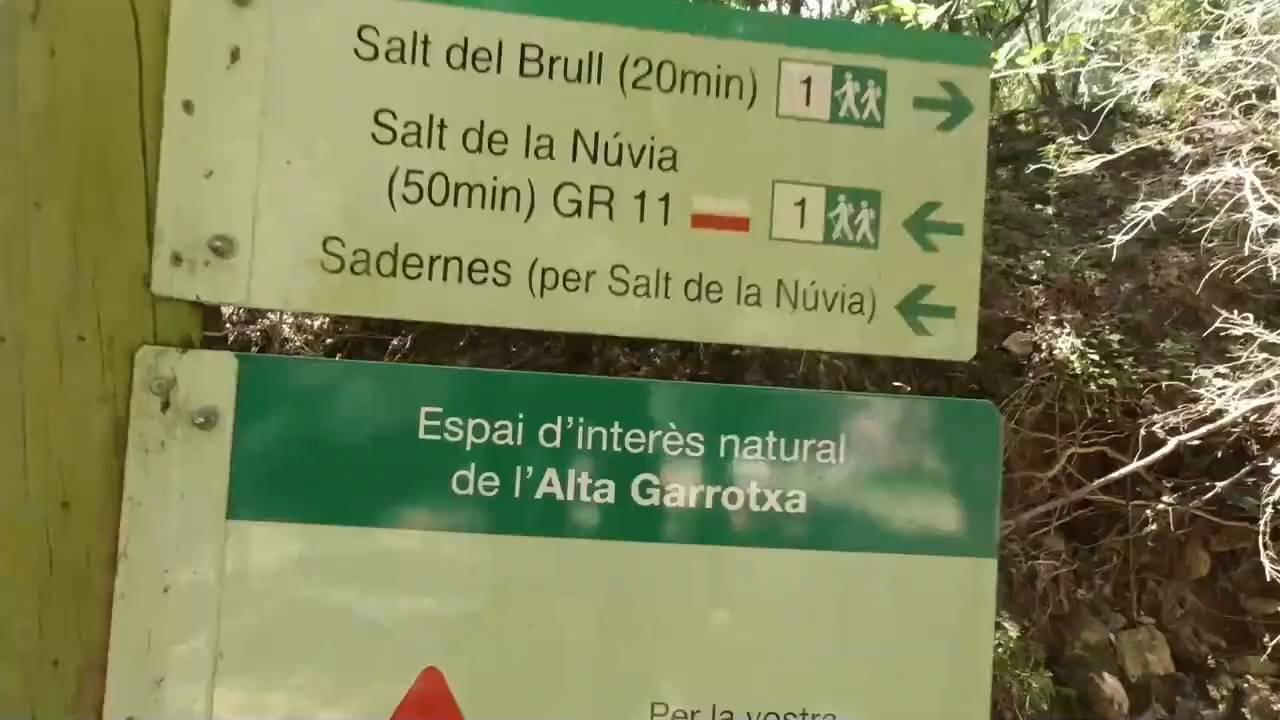 Salt del Brull (20min) 1
Salt de la Núvia
(50min) GR 11 1
Sadernes (per Salt de la Núvia)
Espai d'interès natural
de l'Alta Garrotxa
Per la vostra